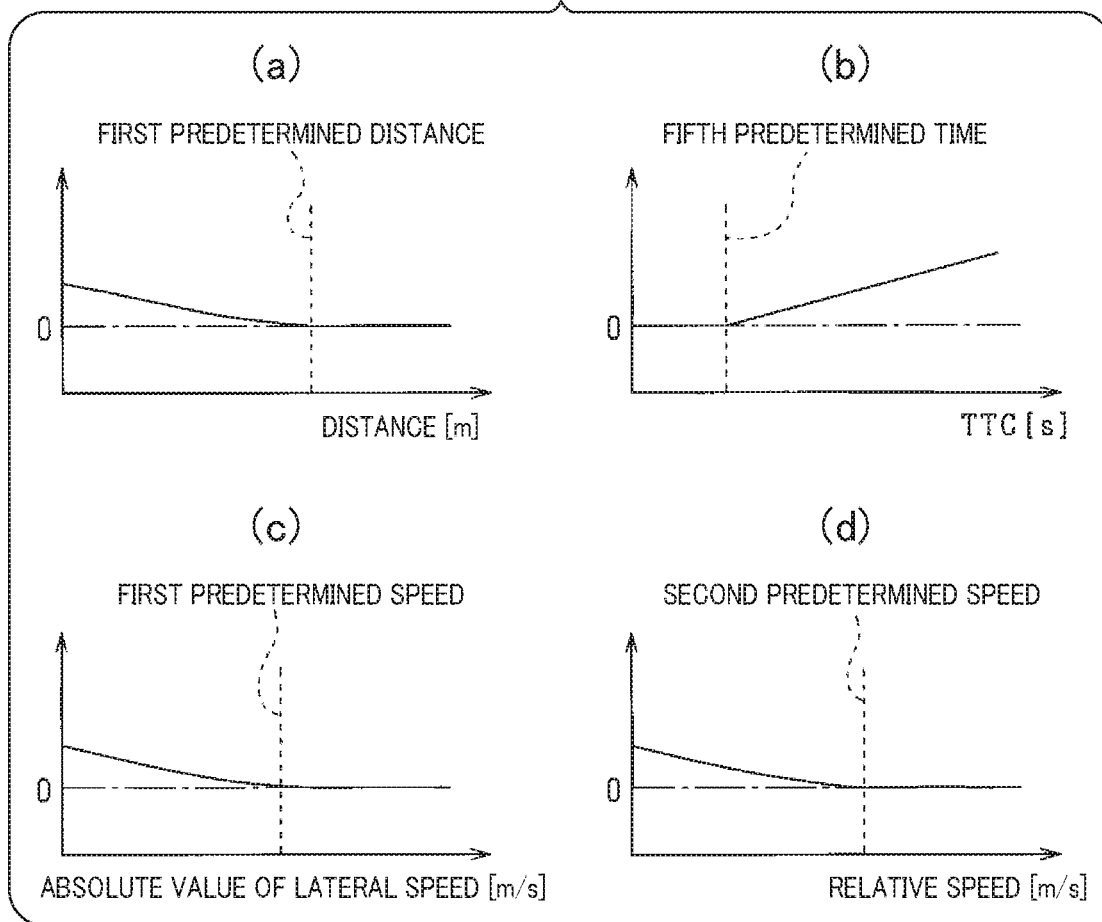 (a)
FIRST PREDETERMINED DISTANCE
0
DISTANCE [m]
(b)
FIFTH PREDETERMINED TIME
0
TTC [s]
(c)
FIRST PREDETERMINED SPEED
0
ABSOLUTE VALUE OF LATERAL SPEED [m/s]
(d)
SECOND PREDETERMINED SPEED
0
RELATIVE SPEED [m/s]